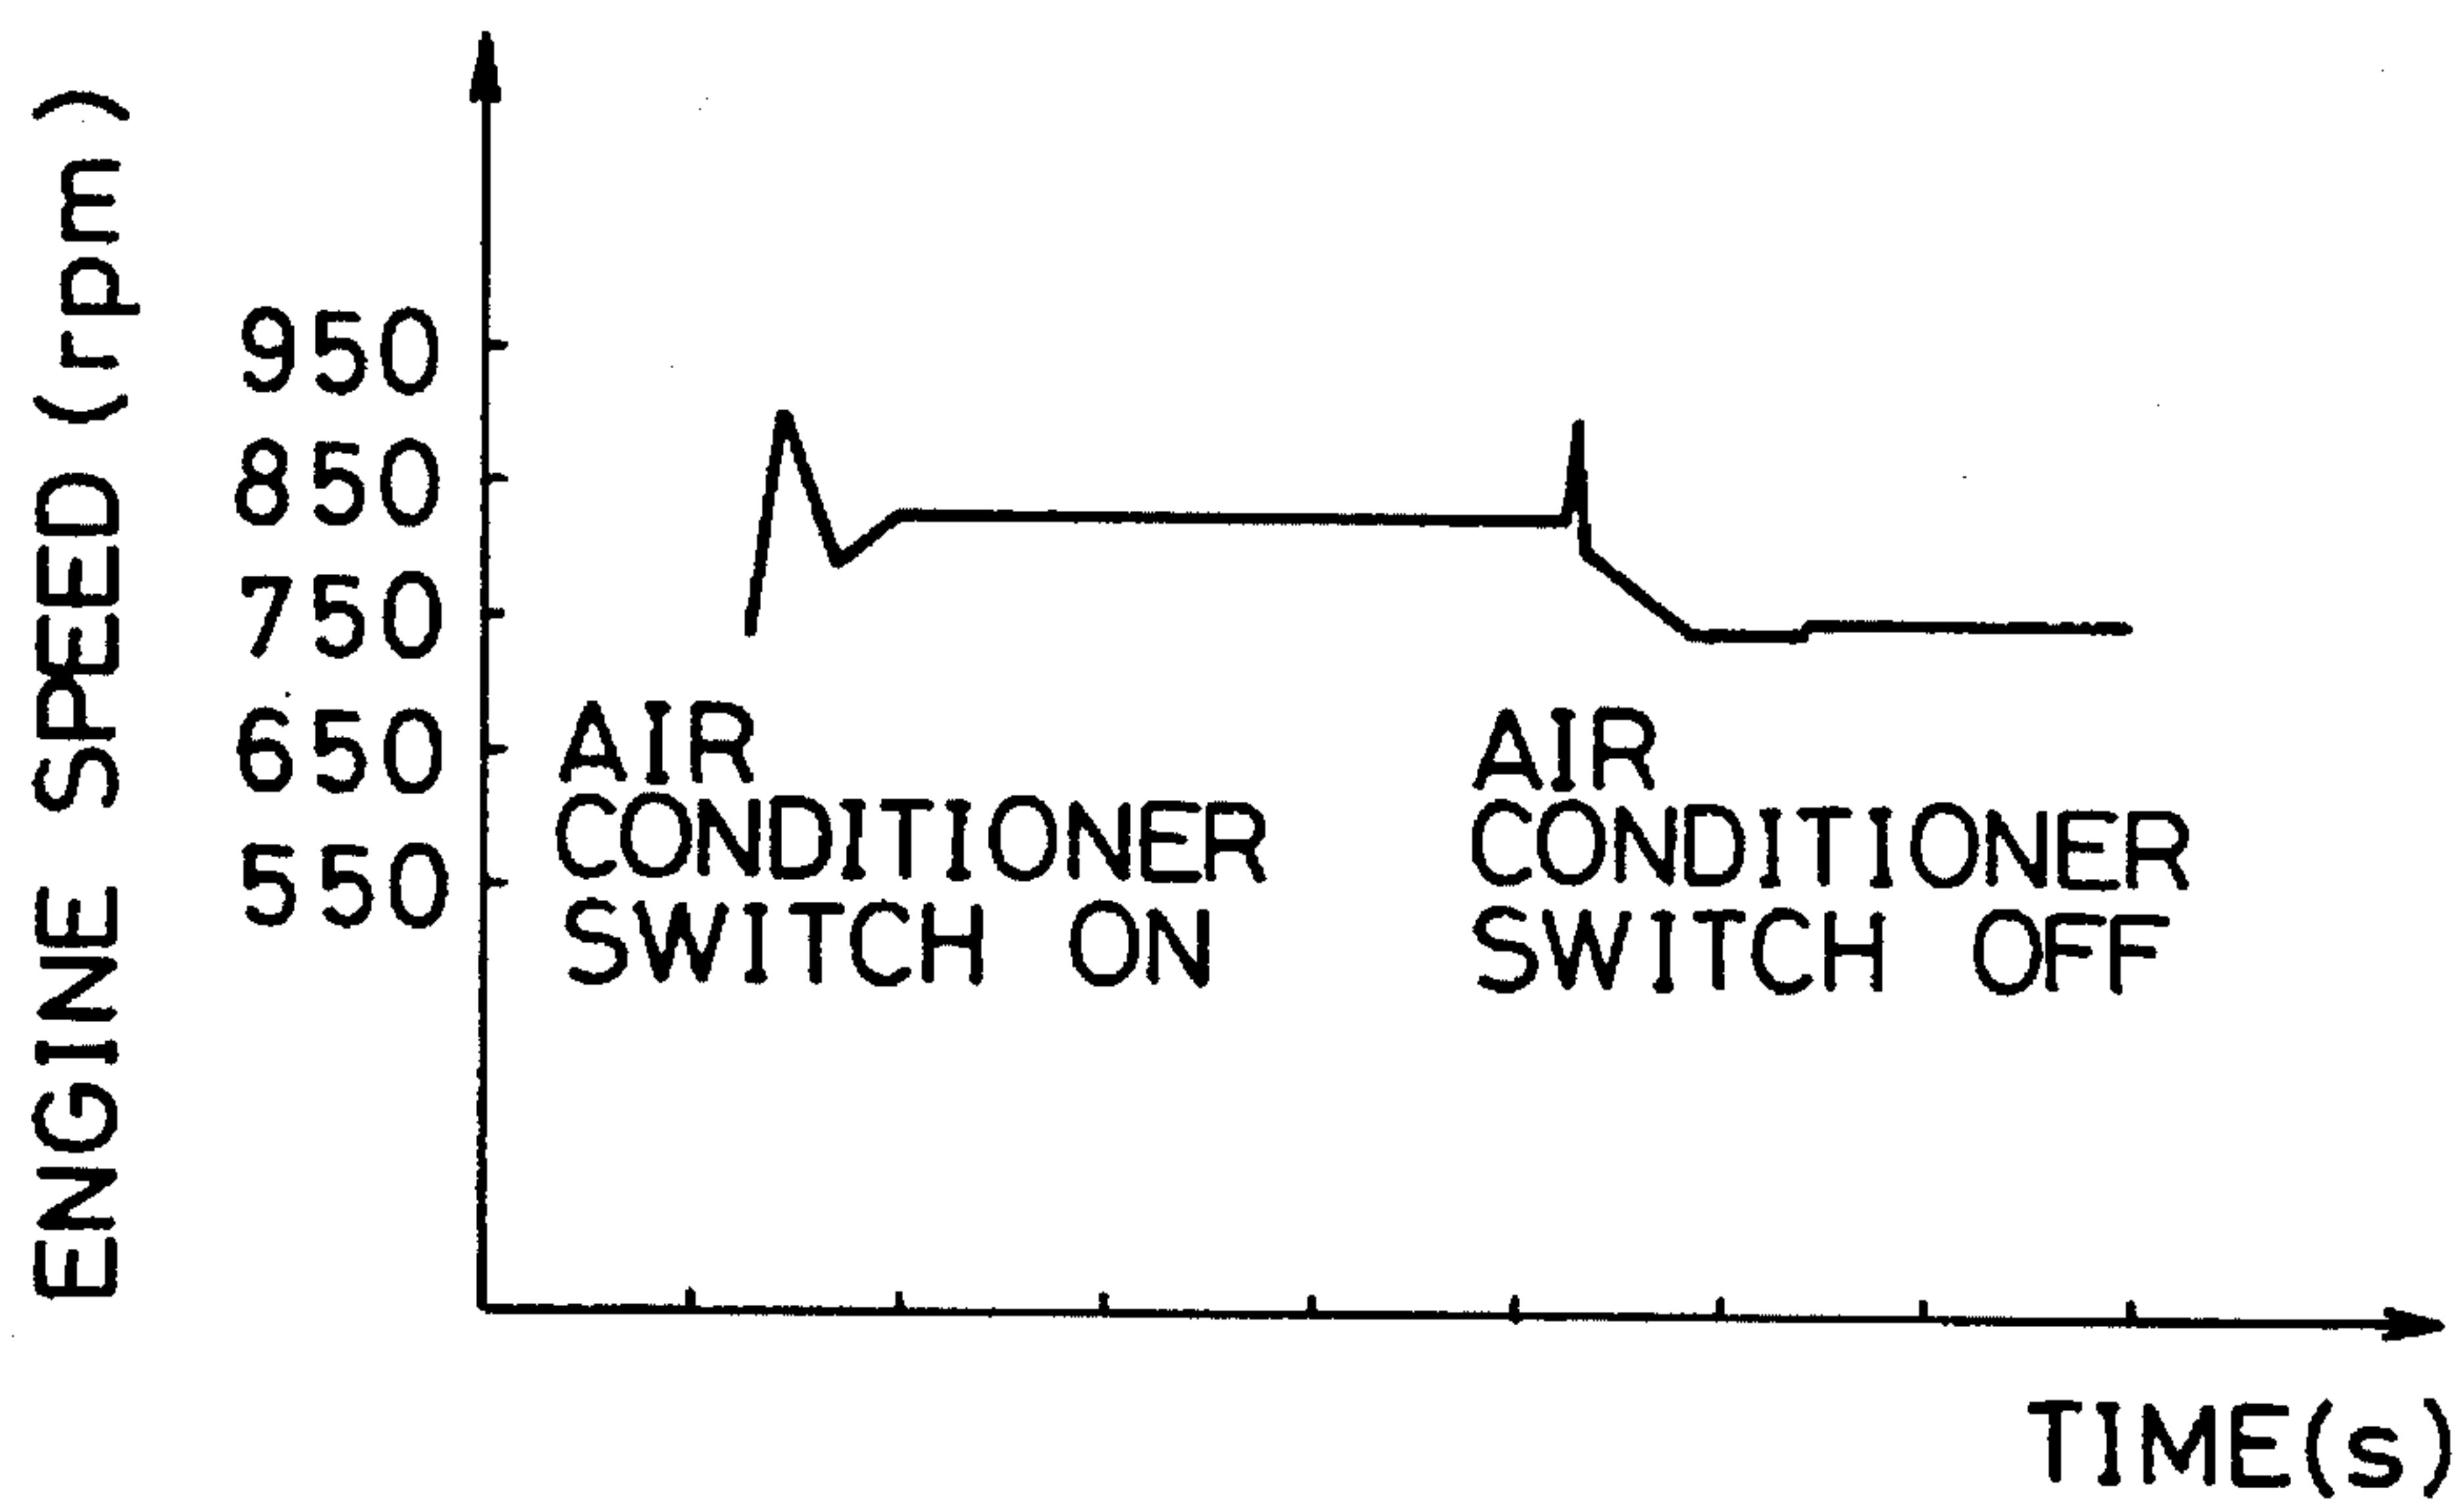 ENGINE SPEED (rpm)
950
850
750
650
550
AIR
CONDITIONER
SWITCH ON
AIR
CONDITIONER
SWITCH OFF
TIME(s)